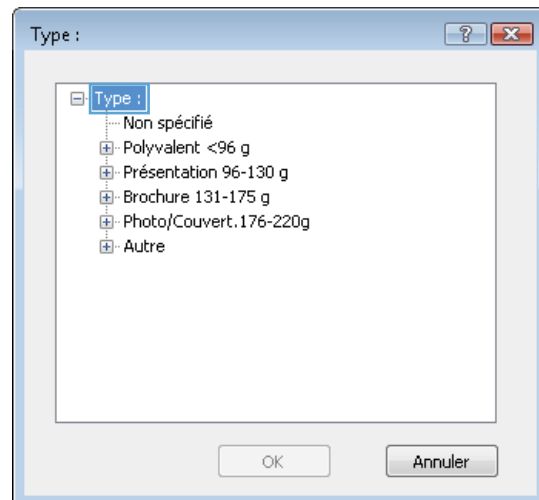 Type :
Type :
Non spécifié
Polyvalent <96 g
Présentation 96-130 g
Brochure 131-175 g
Photo/Couvert.176-220g
Autre
OK
Annuler